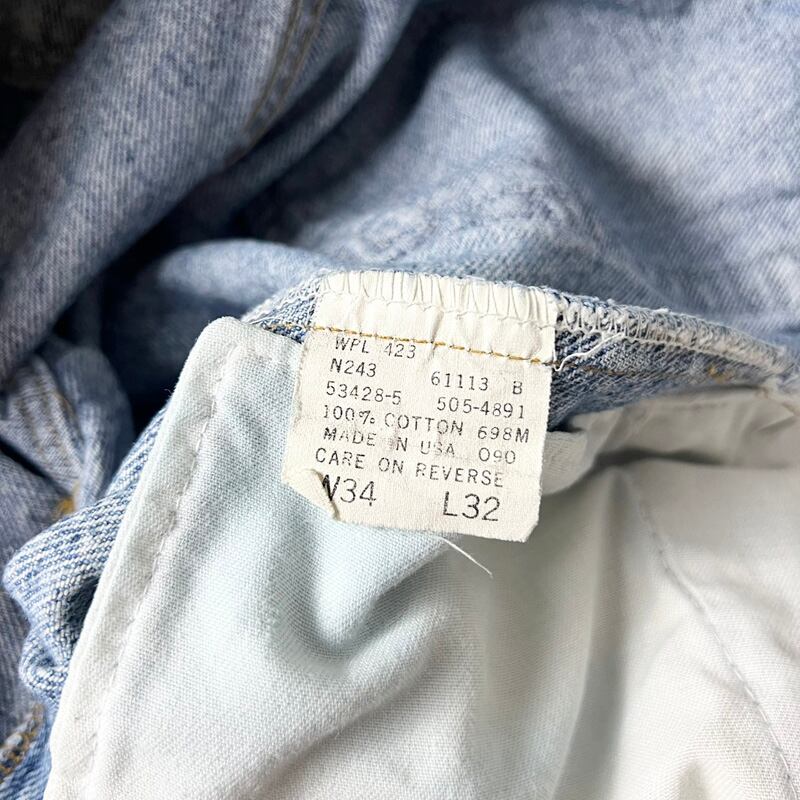 WPL 423
N243 61113 B
53428-5 505-4891
100% COTTON 698M
MADE IN USA 090
CARE ON REVERSE
W34 L32